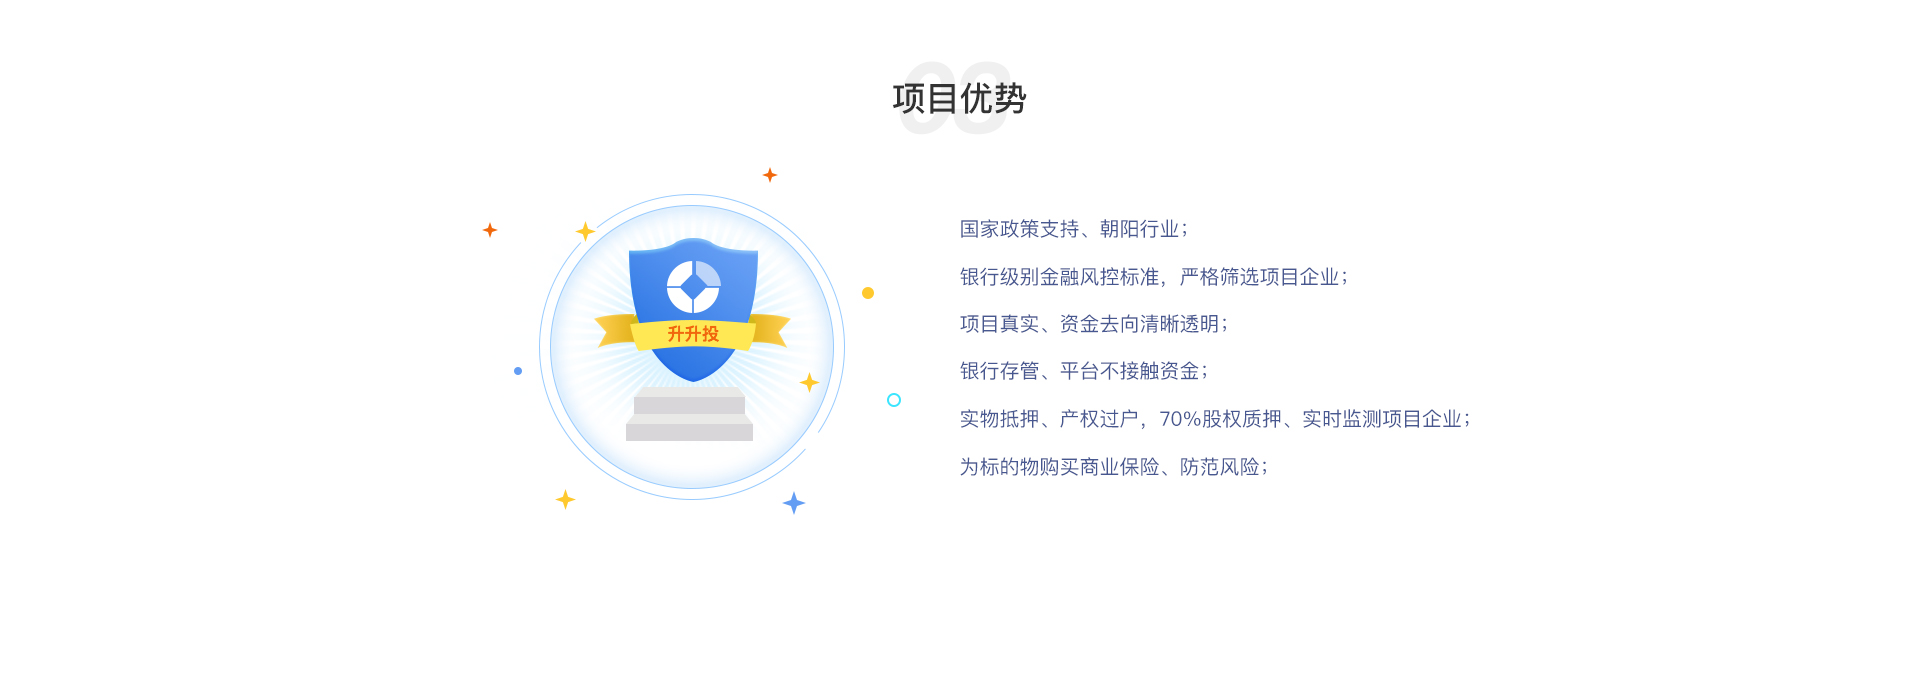 03
项目优势
升升投
国家政策支持、朝阳行业；
银行级别金融风控标准，严格筛选项目企业；
项目真实、资金去向清晰透明；
银行存管、平台不接触资金；
实物抵押、产权过户，70%股权质押、实时监测项目企业；
为标的物购买商业保险、防范风险；